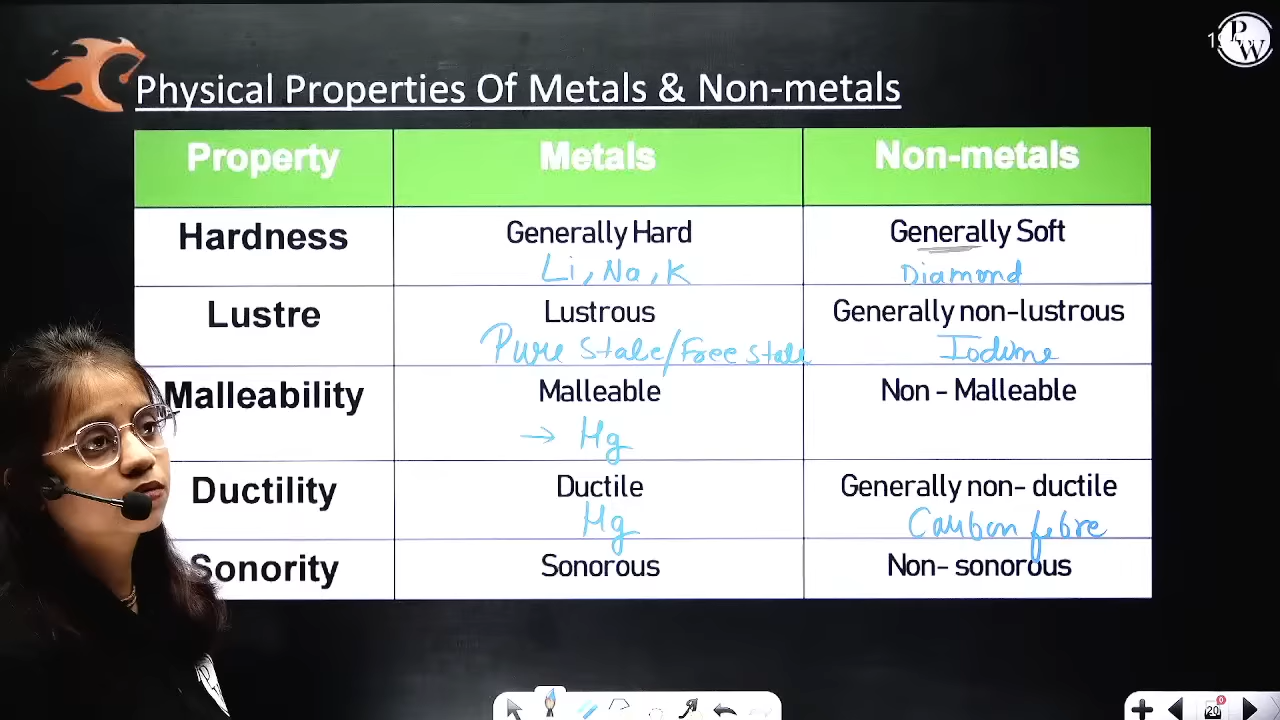 Physical Properties Of Metals & Non-metals
Property Metals Non-metals
Hardness Generally Hard Generally Soft
Li, Na, K Diamond
Lustre Lustrous Generally non-lustrous
Pure State/Free State Iodine
Malleability Malleable Non - Malleable
→ Hg
Ductility Ductile Generally non- ductile
Hg Carbon fibre
Sonority Sonorous Non- sonorous
PW
20